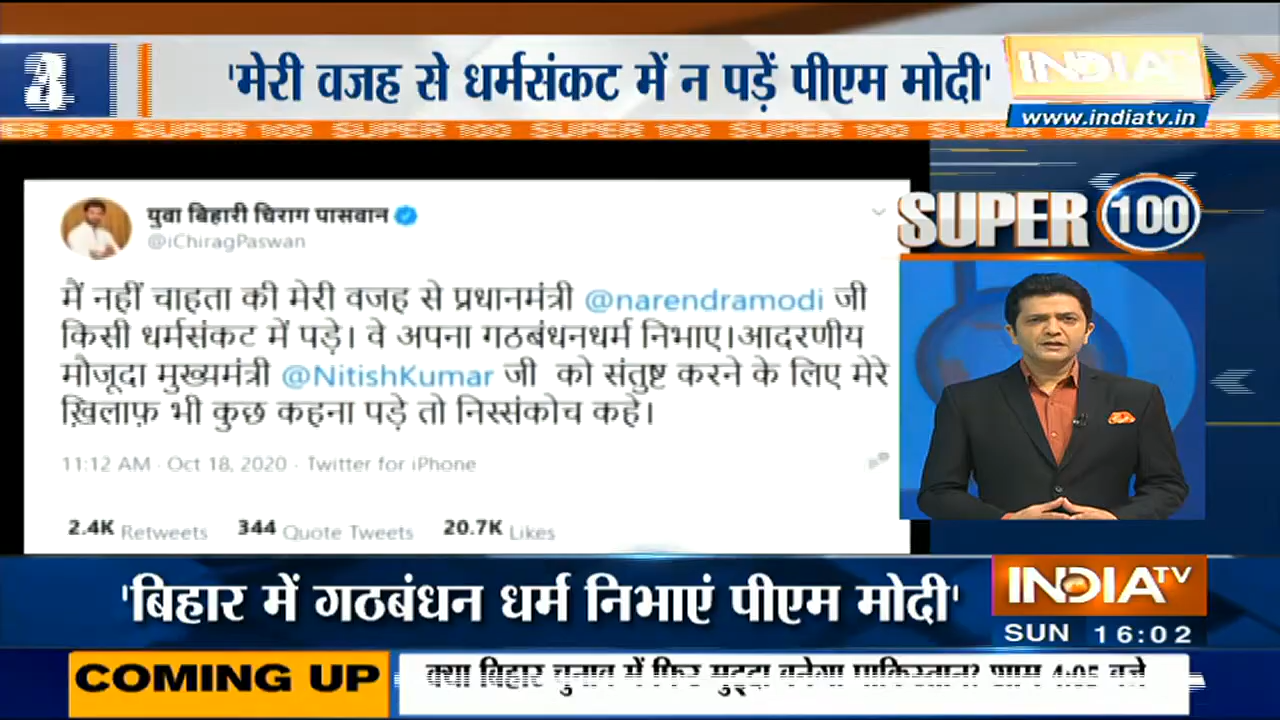 'मेरी वजह से धर्मसंकट में न पड़ें पीएम मोदी'
INDIA TV
www.indiatv.in
SUPER 100 SUPER 100 SUPER 100 SUPER 100 SUPER 100
युवा बिहारी चिराग पासवान
@iChiragPaswan
में नहीं चाहता की मेरी वजह से प्रधानमंत्री @narendramodi जी
किसी धर्मसंकट में पड़े। वे अपना गठबंधनधर्म निभाए।आदरणीय
मौजूदा मुख्यमंत्री @NitishKumar जी को संतुष्ट करने के लिए मेरे
ख़िलाफ़ भी कुछ कहना पड़े तो निस्संकोच कहे।
11:12 AM · Oct 18, 2020 · Twitter for iPhone
2.4K Retweets 344 Quote Tweets 20.7K Likes
SUPER 100
'बिहार में गठबंधन धर्म निभाएं पीएम मोदी'
INDIA TV
SUN 16:02
COMING UP
क्या बिहार चुनाव में फिर मुद्दा बनेगा पाकिस्तान? शाम 4:05 बजे